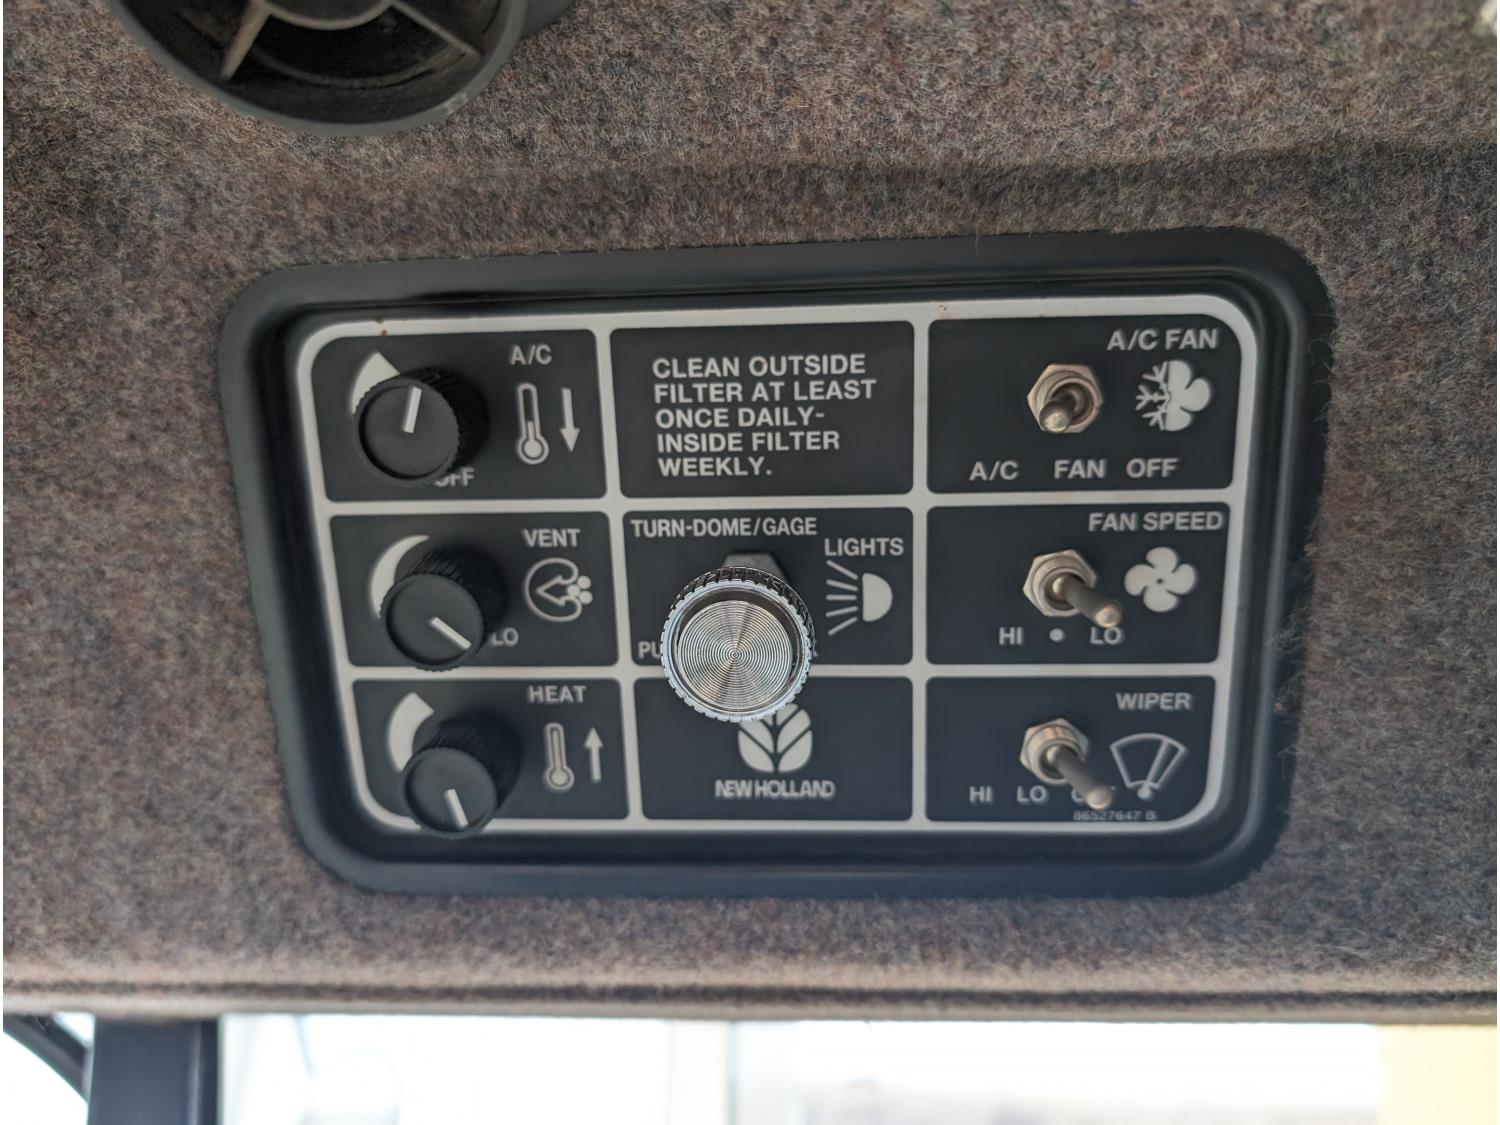 A/C
OFF
CLEAN OUTSIDE
FILTER AT LEAST
ONCE DAILY-
INSIDE FILTER
WEEKLY.
A/C FAN
A/C FAN OFF
VENT
LO
TURN-DOME/GAGE
LIGHTS
FAN SPEED
HI • LO
HEAT
NEW HOLLAND
WIPER
HI LO
86527647 B